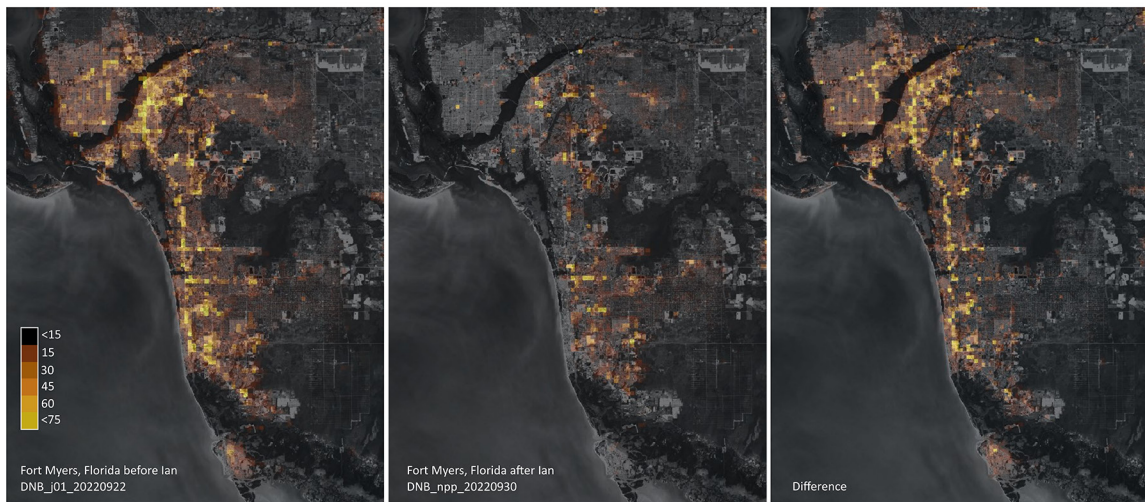 <15
15
30
45
60
<75
Fort Myers, Florida before Ian
DNB_j01_20220922
Fort Myers, Florida after Ian
DNB_npp_20220930
Difference